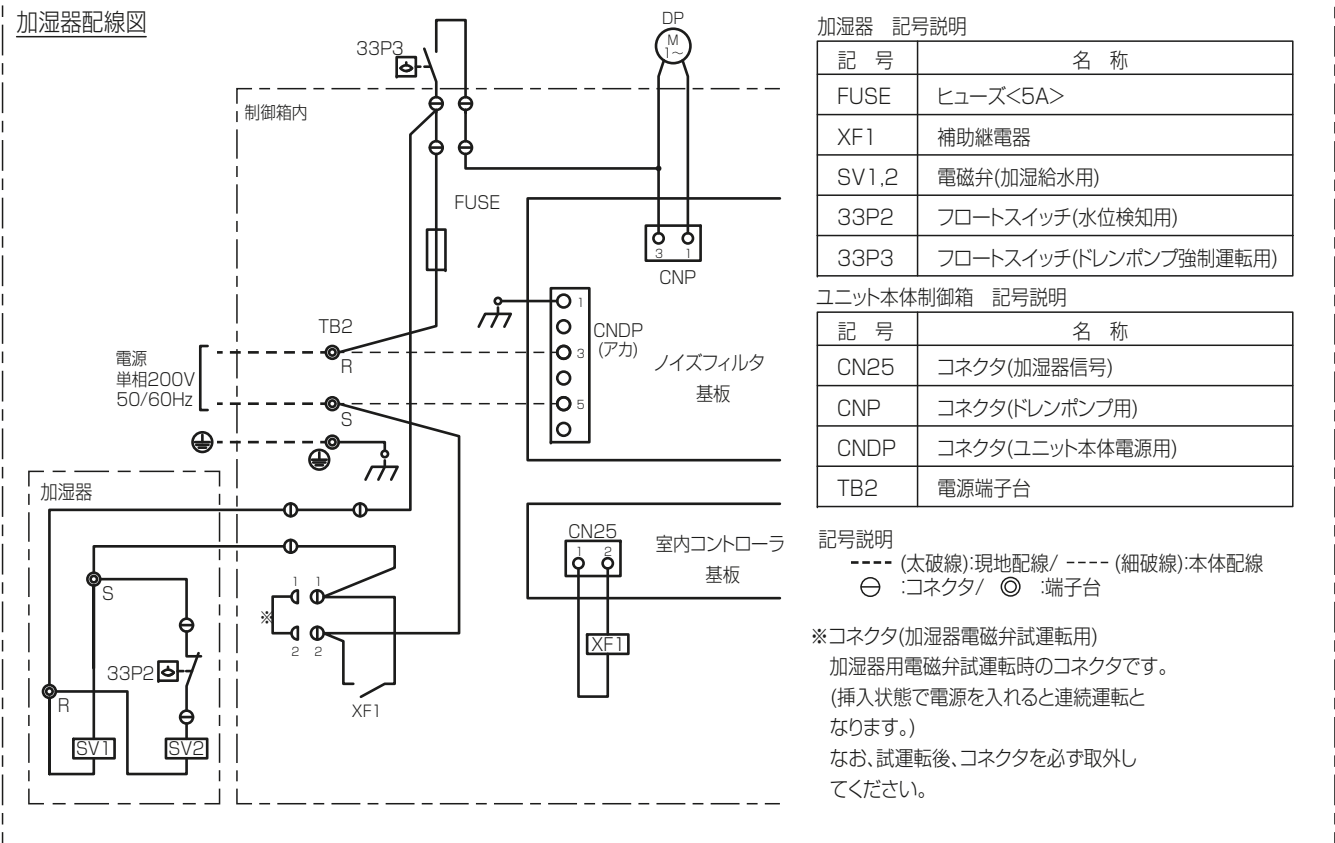 加湿器配線図
DP
M
1～
33P3
制御箱内
FUSE
3 1
CNP
TB2
1
CNDP
(アカ)
3
5
ノイズフィルタ
基板
電源
単相200V
50/60Hz
R
S
加湿器
CN25
1 2
室内コントローラ
基板
XF1
S
33P2
R
SV1
SV2
1 1
※
2 2
XF1
加湿器 記号説明
記 号 名 称
FUSE ヒューズ<5A>
XF1 補助継電器
SV1,2 電磁弁(加湿給水用)
33P2 フロートスイッチ(水位検知用)
33P3 フロートスイッチ(ドレンポンプ強制運転用)
ユニット本体制御箱 記号説明
記 号 名 称
CN25 コネクタ(加湿器信号)
CNP コネクタ(ドレンポンプ用)
CNDP コネクタ(ユニット本体電源用)
TB2 電源端子台
記号説明
(太破線):現地配線/ ---- (細破線):本体配線
:コネクタ/ ◎ :端子台
※コネクタ(加湿器電磁弁試運転用)
加湿器用電磁弁試運転時のコネクタです。
(挿入状態で電源を入れると連続運転と
なります。)
なお、試運転後、コネクタを必ず取外し
てください。